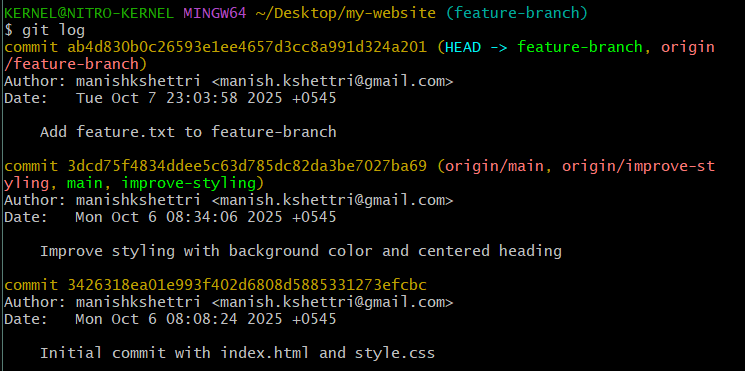 KERNEL@NITRO-KERNEL MINGW64 ~/Desktop/my-website (feature-branch)
$ git log
commit ab4d830b0c26593e1ee4657d3cc8a991d324a201 (HEAD -> feature-branch, origin
/feature-branch)
Author: manishkshettri <manish.kshettri@gmail.com>
Date:   Tue Oct 7 23:03:58 2025 +0545
    Add feature.txt to feature-branch
commit 3dcd75f4834ddee5c63d785dc82da3be7027ba69 (origin/main, origin/improve-st
yling, main, improve-styling)
Author: manishkshettri <manish.kshettri@gmail.com>
Date:   Mon Oct 6 08:34:06 2025 +0545
    Improve styling with background color and centered heading
commit 3426318ea01e993f402d6808d5885331273efcbc
Author: manishkshettri <manish.kshettri@gmail.com>
Date:   Mon Oct 6 08:08:24 2025 +0545
    Initial commit with index.html and style.css